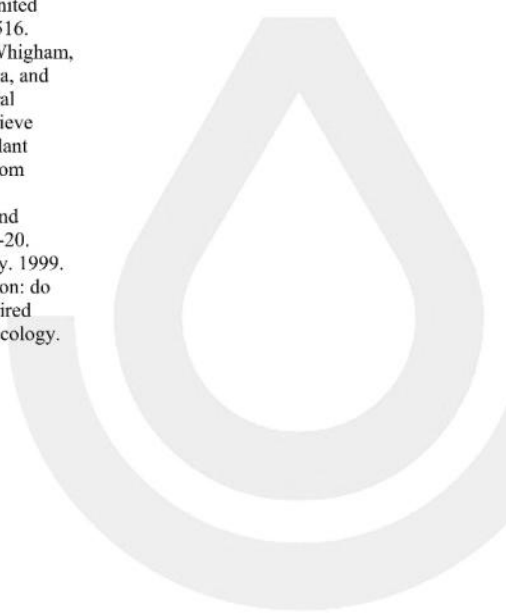 nited
516.
Whigham,
a, and
al
ieve
lant
om
nd
-20.
y. 1999.
on: do
ired
cology.